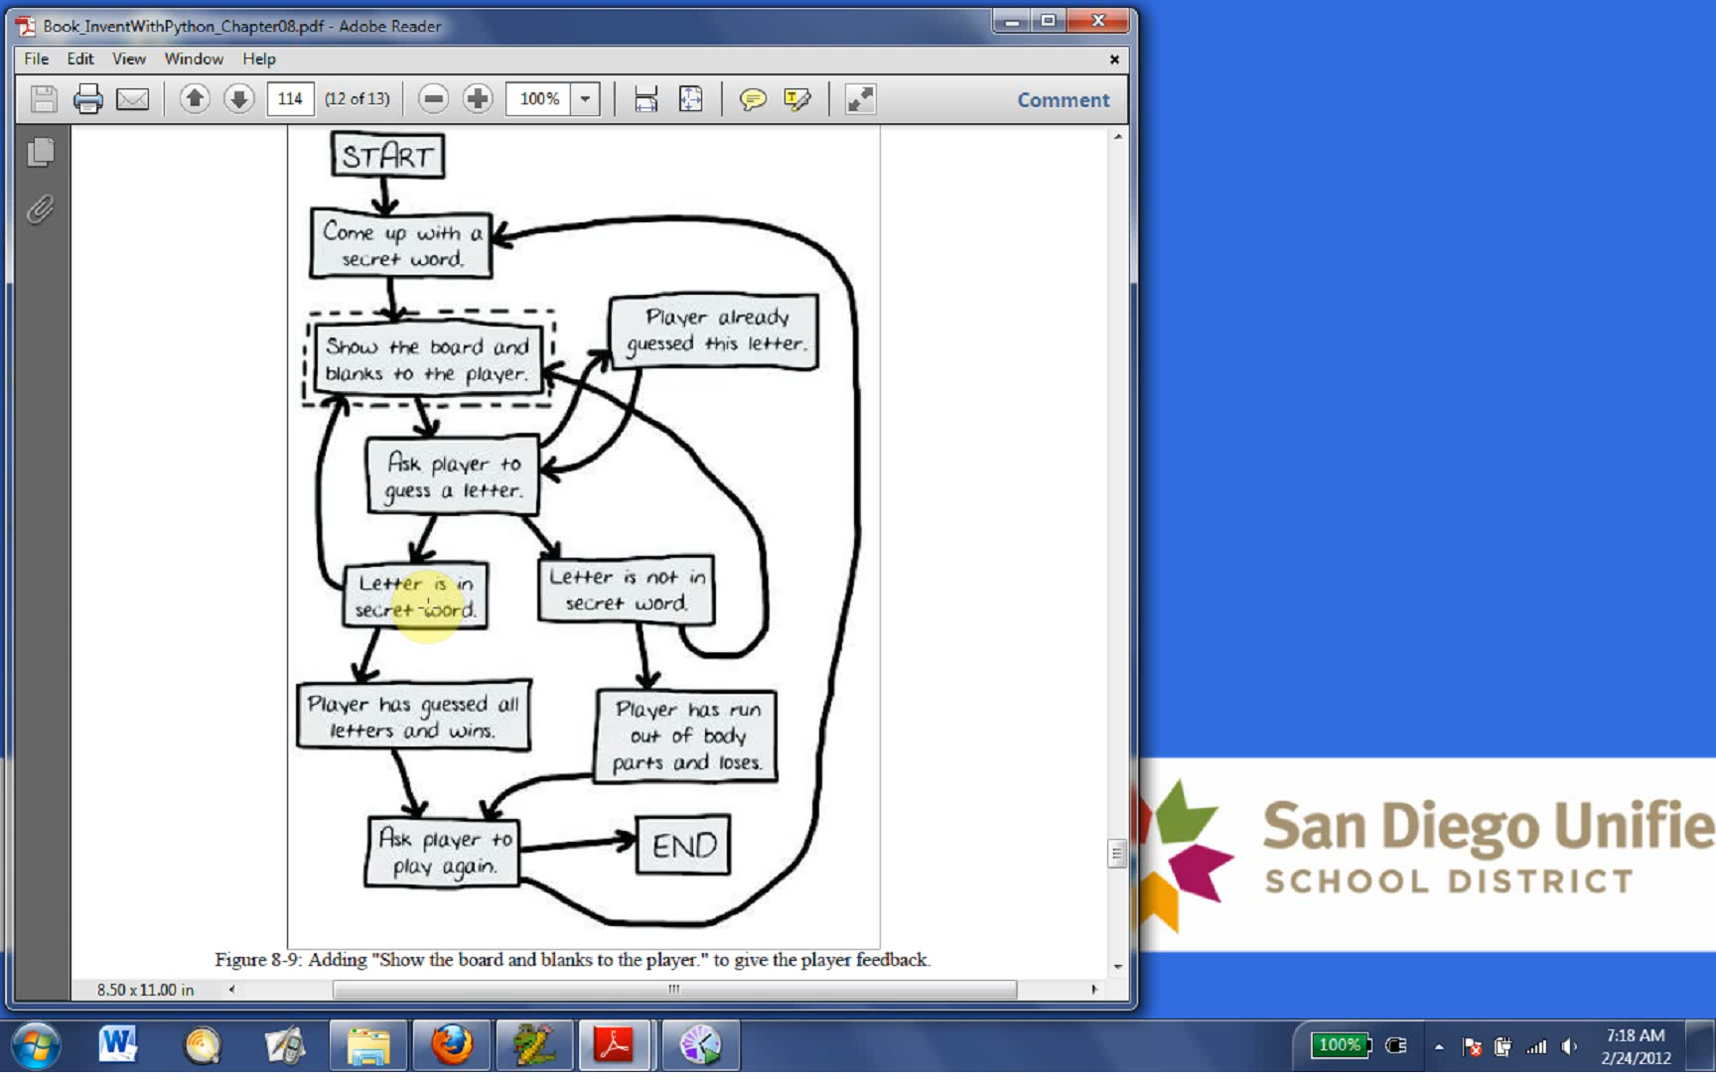 Book_InventWithPython_Chapter08.pdf - Adobe Reader
File Edit View Window Help
114 (12 of 13) 100% Comment
START
Come up with a
secret word.
Show the board and
blanks to the player.
Player already
guessed this letter.
Ask player to
guess a letter.
Letter is in
secret word.
Letter is not in
secret word.
Player has guessed all
letters and wins.
Player has run
out of body
parts and loses.
Ask player to
play again.
END
Figure 8-9: Adding "Show the board and blanks to the player." to give the player feedback.
8.50 x 11.00 in
San Diego Unifie
SCHOOL DISTRICT
100%
7:18 AM
2/24/2012